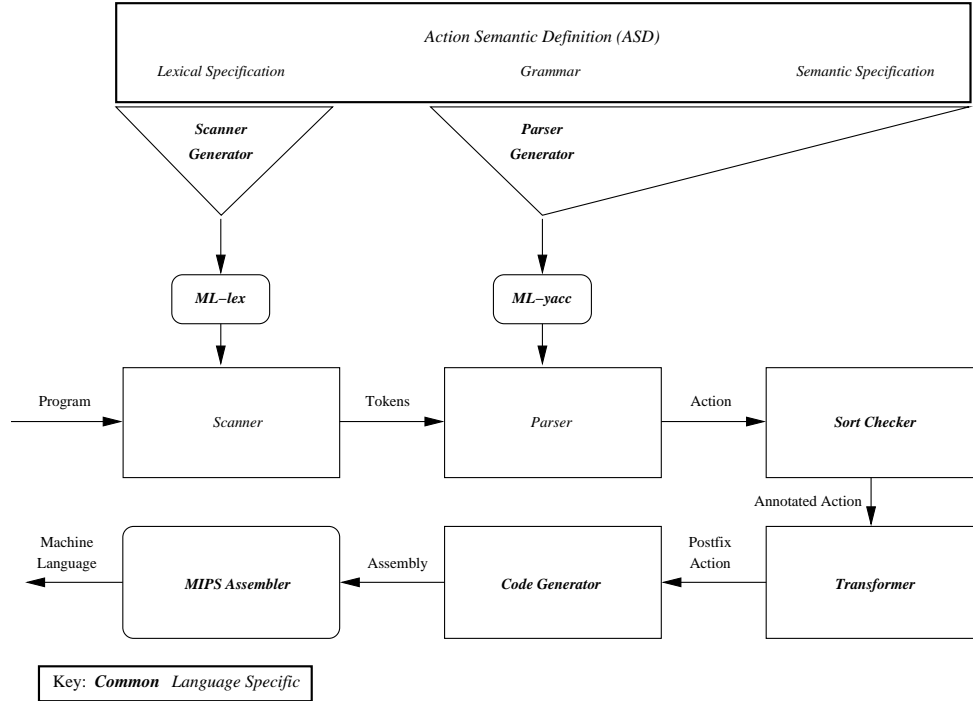 Action Semantic Definition (ASD)
Lexical Specification
Grammar
Semantic Specification
Scanner
Generator
Parser
Generator
ML-lex
ML-yacc
Program
Scanner
Tokens
Parser
Action
Sort Checker
Annotated Action
Machine
Language
MIPS Assembler
Assembly
Code Generator
Postfix
Action
Transformer
Key: Common Language Specific